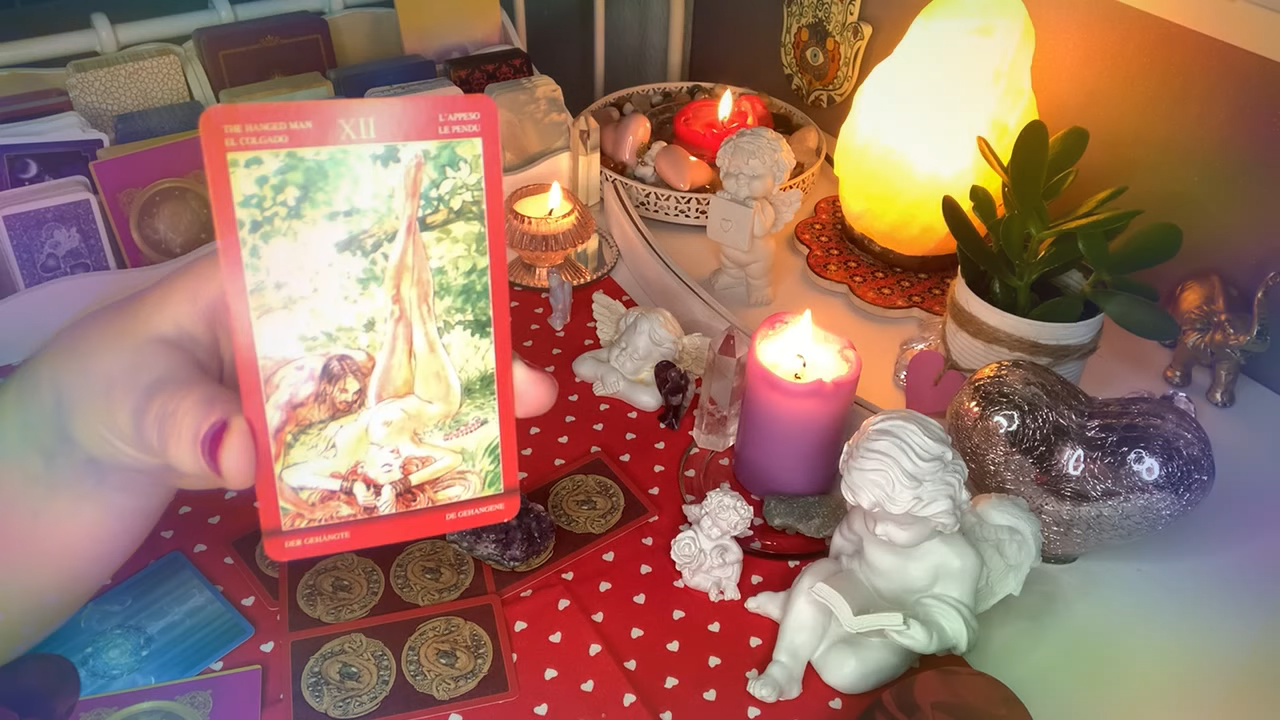 THE HANGED MAN
EL COLGADO
XII
L'APPESO
LE PENDU
DE GEHANGENE
DER GEHÄNGTE